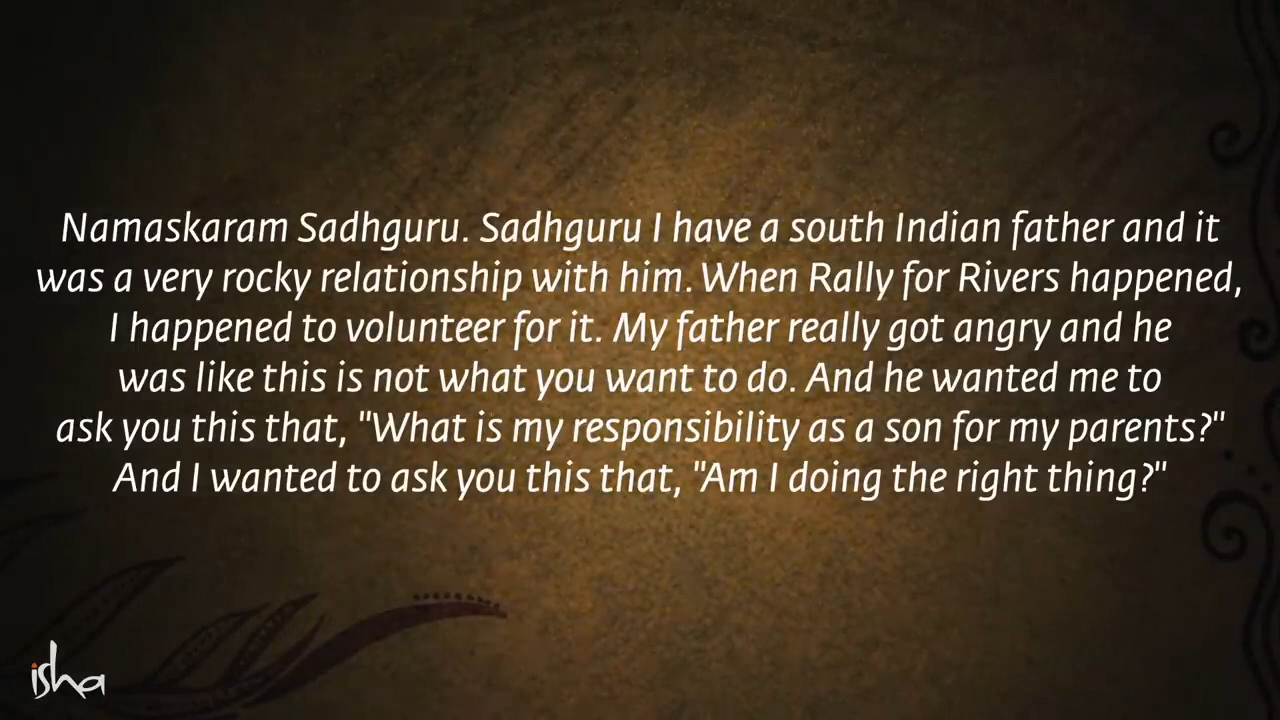 Namaskaram Sadhguru. Sadhguru I have a south Indian father and it
was a very rocky relationship with him. When Rally for Rivers happened,
I happened to volunteer for it. My father really got angry and he
was like this is not what you want to do. And he wanted me to
ask you this that, "What is my responsibility as a son for my parents?"
And I wanted to ask you this that, "Am I doing the right thing?"
isha